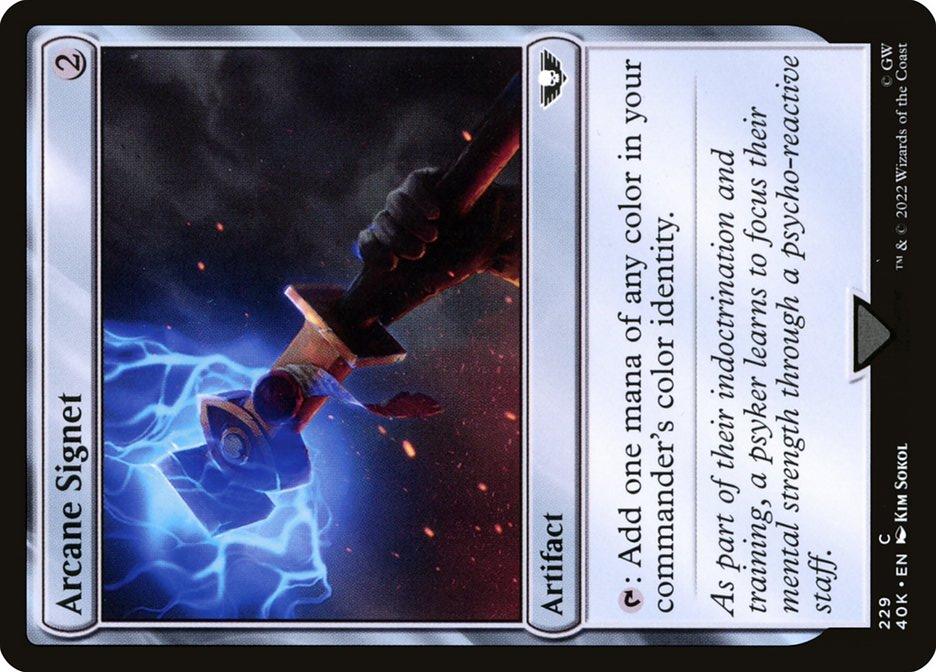 Arcane Signet
2
Artifact
: Add one mana of any color in your
commander's color identity.
As part of their indoctrination and
training, a psyker learns to focus their
mental strength through a psycho-reactive
staff.
229 C
40K • EN KIM SOKOL
© GW
™ & © 2022 Wizards of the Coast